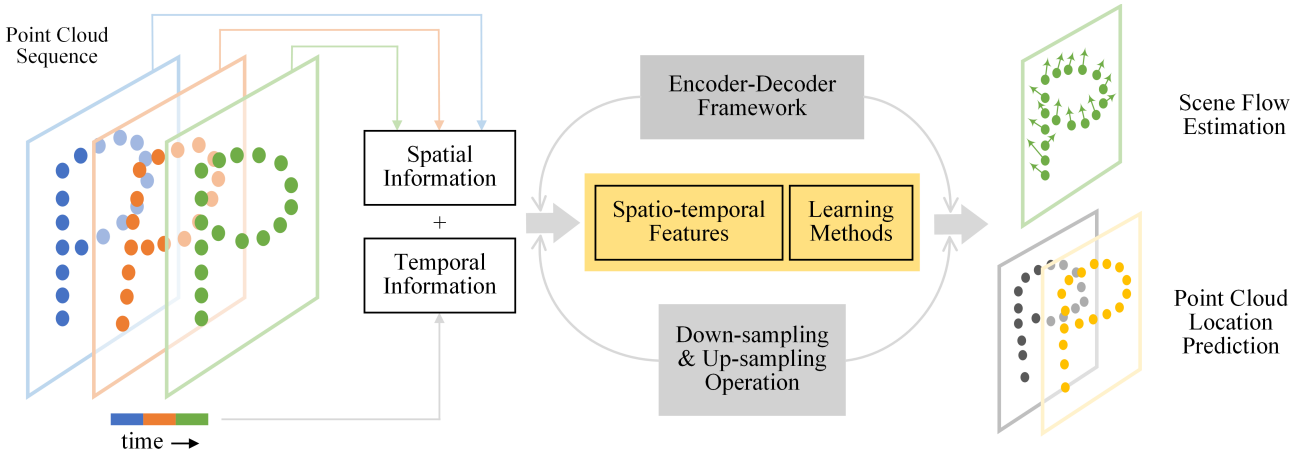 Point Cloud
Sequence
time
Spatial
Information
+
Temporal
Information
Encoder-Decoder
Framework
Spatio-temporal
Features
Learning
Methods
Down-sampling
& Up-sampling
Operation
Scene Flow
Estimation
Point Cloud
Location
Prediction